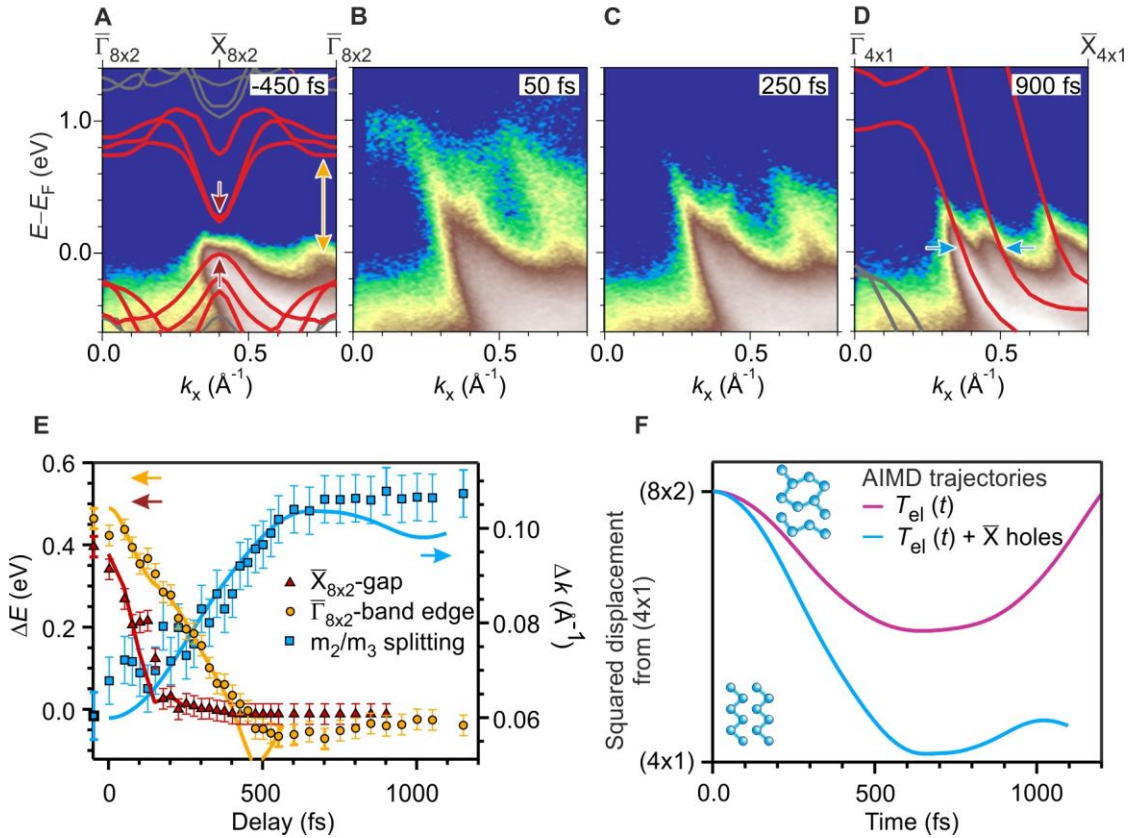 A
B
C
D
Γ̅8x2 X̅8x2 Γ̅8x2
Γ̅4x1 X̅4x1
-450 fs
50 fs
250 fs
900 fs
1.0
0.0
E–EF (eV)
0.0 0.5
0.0 0.5
0.0 0.5
0.0 0.5
kx (Å-1)
kx (Å-1)
kx (Å-1)
kx (Å-1)
E
0.6
0.4
0.2
0.0
ΔE (eV)
X̅8x2-gap
Γ̅8x2-band edge
m2/m3 splitting
0.10
0.08
0.06
Δk (Å-1)
0 500 1000
Delay (fs)
F
(8x2)
(4x1)
Squared displacement
from (4x1)
AIMD trajectories
Tel (t)
Tel (t) + X̅ holes
0.0 500 1000
Time (fs)